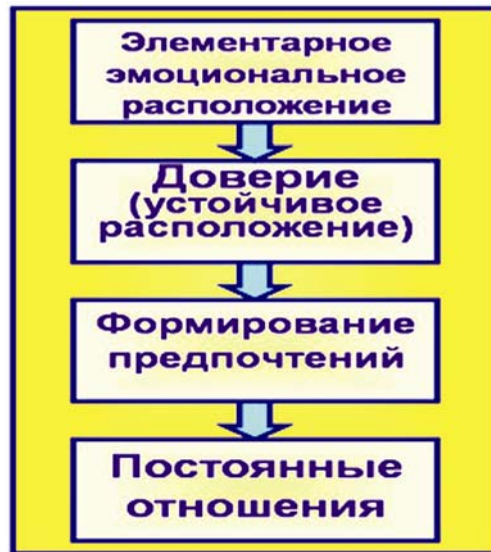 Элементарное
эмоциональное
расположение
Доверие
(устойчивое
расположение)
Формирование
предпочтений
Постоянные
отношения